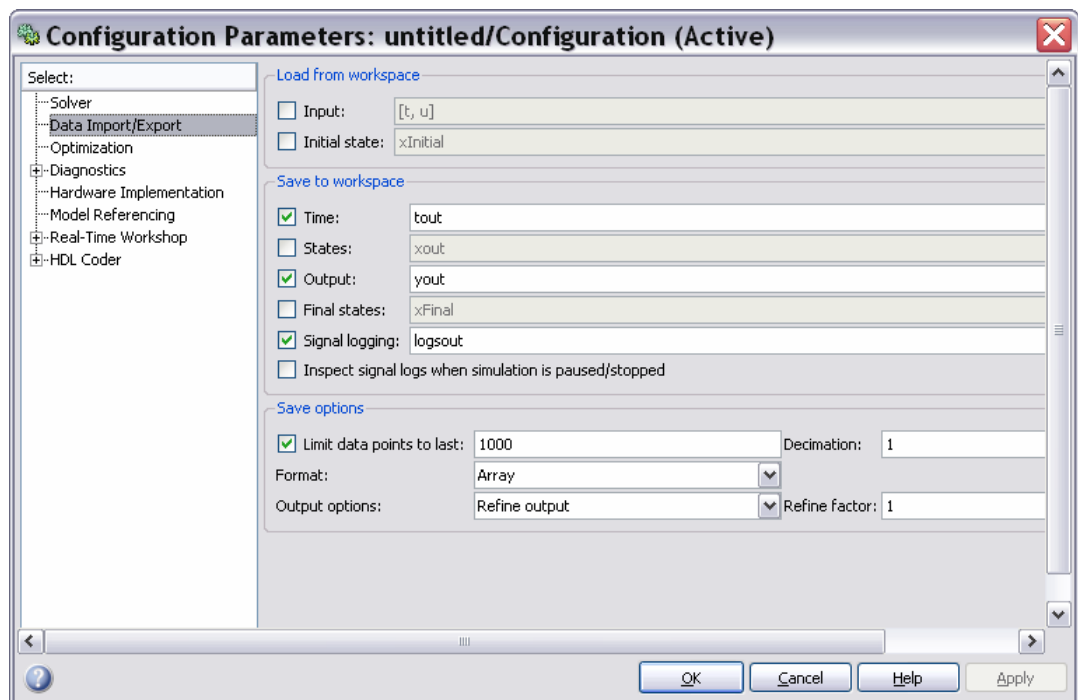 Configuration Parameters: untitled/Configuration (Active)
Select:
Solver
Data Import/Export
Optimization
Diagnostics
Hardware Implementation
Model Referencing
Real-Time Workshop
HDL Coder
Load from workspace
Input: [t, u]
Initial state: xInitial
Save to workspace
Time: tout
States: xout
Output: yout
Final states: xFinal
Signal logging: logsout
Inspect signal logs when simulation is paused/stopped
Save options
Limit data points to last: 1000 Decimation: 1
Format: Array
Output options: Refine output Refine factor: 1
OK Cancel Help Apply